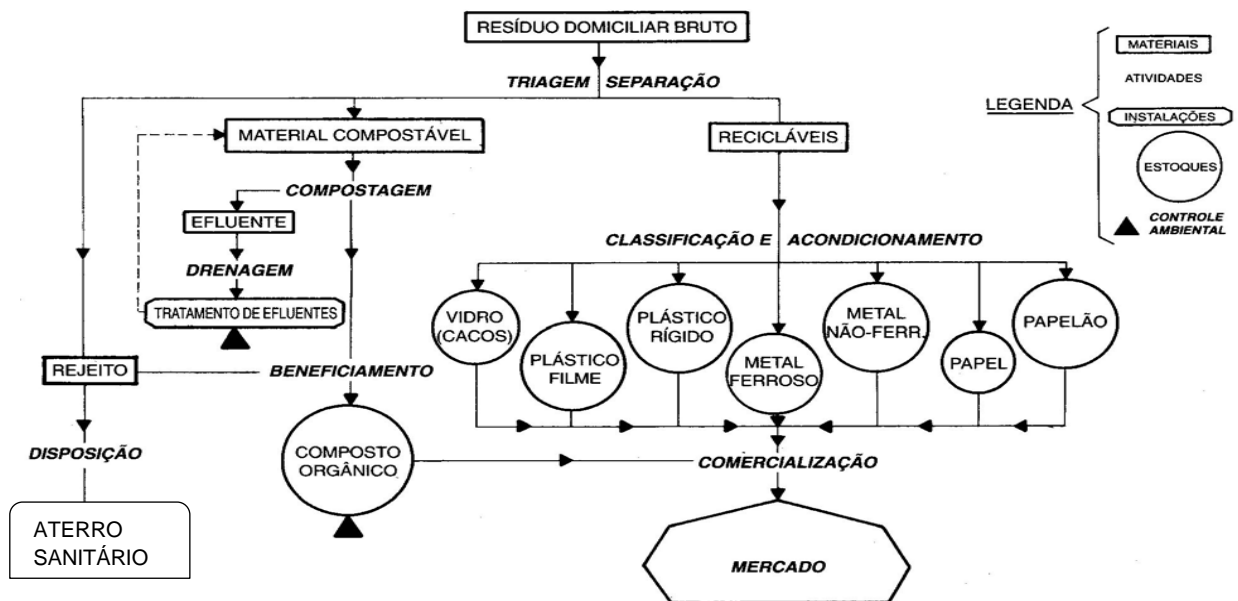 RESÍDUO DOMICILIAR BRUTO
TRIAGEM SEPARAÇÃO
MATERIAL COMPOSTÁVEL
RECICLÁVEIS
COMPOSTAGEM
EFLUENTE
DRENAGEM
TRATAMENTO DE EFLUENTES
CLASSIFICAÇÃO E ACONDICIONAMENTO
VIDRO
(CACOS)
PLÁSTICO
FILME
PLÁSTICO
RÍGIDO
METAL
FERROSO
METAL
NÃO-FERR.
PAPEL
PAPELÃO
REJEITO
BENEFICIAMENTO
DISPOSIÇÃO
COMPOSTO
ORGÂNICO
COMERCIALIZAÇÃO
ATERRO
SANITÁRIO
MERCADO
LEGENDA
MATERIAIS
ATIVIDADES
INSTALAÇÕES
ESTOQUES
CONTROLE
AMBIENTAL